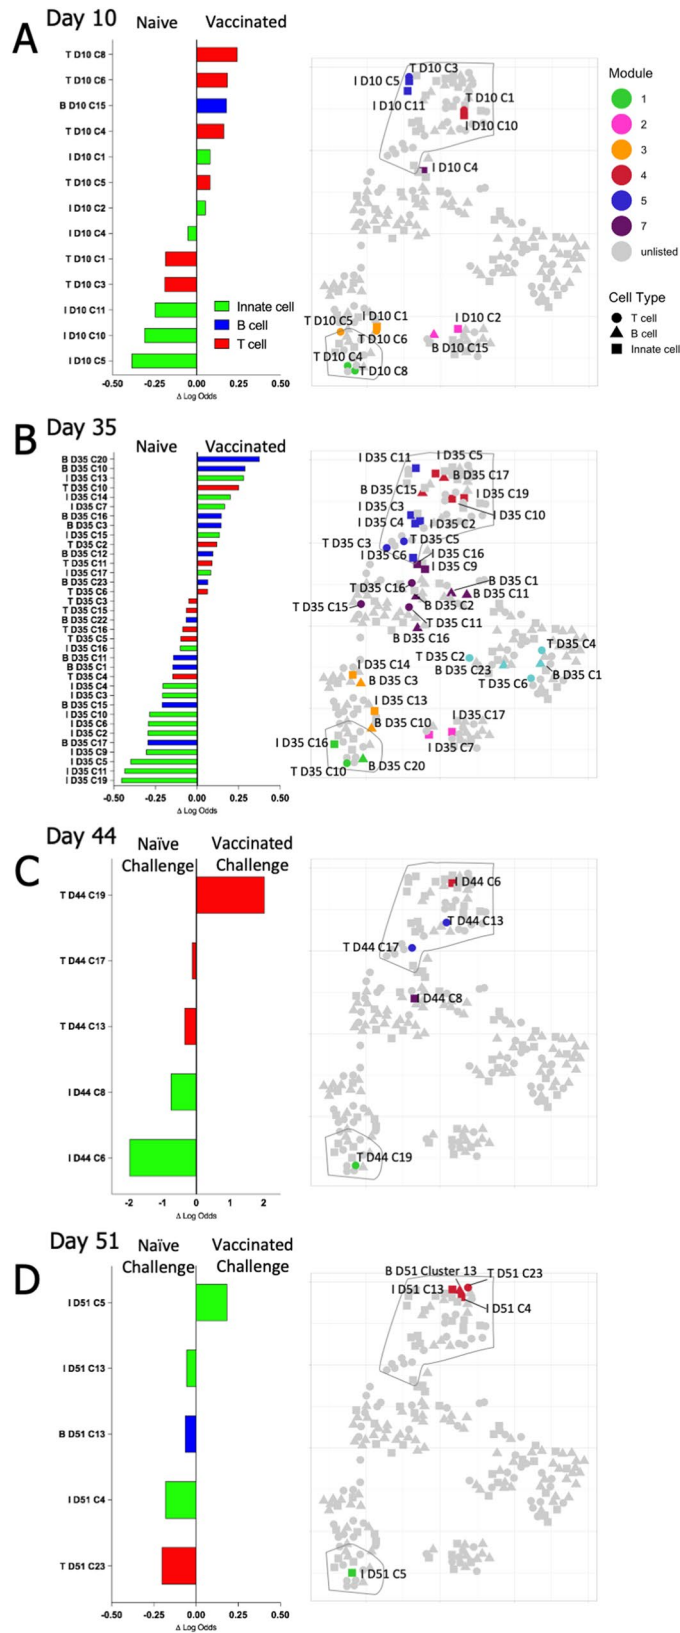 A
Day 10
Naive Vaccinated
T D10 C8
T D10 C6
B D10 C15
T D10 C4
I D10 C1
T D10 C5
I D10 C2
I D10 C4
T D10 C1
T D10 C3
I D10 C11
I D10 C10
I D10 C5
Innate cell
B cell
T cell
-0.50 -0.25 0.00 0.25 0.50
Δ Log Odds
T D10 C3
I D10 C5
I D10 C11
T D10 C1
I D10 C10
I D10 C4
I D10 C1
I D10 C2
T D10 C5
T D10 C6
B D10 C15
T D10 C4
T D10 C8
Module
1
2
3
4
5
7
unlisted
Cell Type
T cell
B cell
Innate cell
B
Day 35
Naive Vaccinated
B D35 C20
B D35 C10
I D35 C13
T D35 C10
I D35 C14
I D35 C7
B D35 C16
B D35 C3
I D35 C15
T D35 C2
B D35 C12
T D35 C11
I D35 C17
B D35 C23
T D35 C6
T D35 C3
T D35 C15
B D35 C22
T D35 C16
T D35 C5
I D35 C16
B D35 C11
B D35 C1
T D35 C4
I D35 C4
I D35 C3
B D35 C15
I D35 C10
I D35 C6
I D35 C2
B D35 C17
I D35 C9
I D35 C5
I D35 C11
I D35 C19
-0.50 -0.25 0.00 0.25 0.50
Δ Log Odds
I D35 C11
I D35 C5
B D35 C17
B D35 C15
I D35 C19
I D35 C3
I D35 C10
I D35 C4
I D35 C2
T D35 C3
T D35 C5
I D35 C6
I D35 C16
I D35 C9
T D35 C16
B D35 C1
B D35 C11
T D35 C15
B D35 C2
T D35 C11
B D35 C16
T D35 C4
T D35 C2
I D35 C14
B D35 C23
B D35 C1
B D35 C3
T D35 C6
I D35 C13
B D35 C10
I D35 C17
I D35 C16
I D35 C7
T D35 C10
B D35 C20
C
Day 44
Naïve Challenge
Vaccinated Challenge
T D44 C19
T D44 C17
T D44 C13
I D44 C8
I D44 C6
-2 -1 0 1 2
Δ Log Odds
I D44 C6
T D44 C13
T D44 C17
I D44 C8
T D44 C19
D
Day 51
Naïve Challenge
Vaccinated Challenge
I D51 C5
I D51 C13
B D51 C13
I D51 C4
T D51 C23
-0.50 -0.25 0.00 0.25 0.50
Δ Log Odds
B D51 Cluster 13
T D51 C23
I D51 C13
I D51 C4
I D51 C5